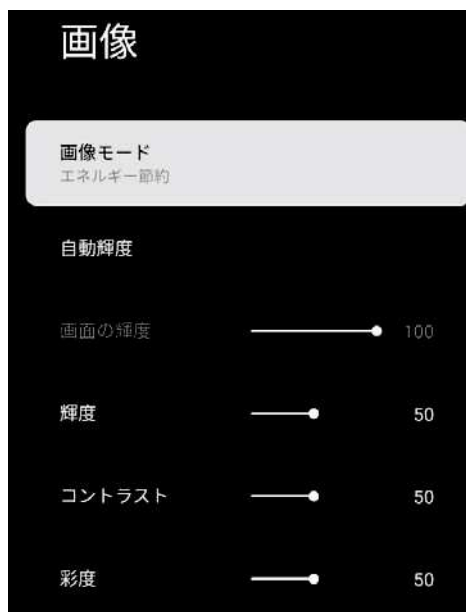 画像
画像モード
エネルギー節約
自動輝度
画面の輝度 100
輝度 50
コントラスト 50
彩度 50